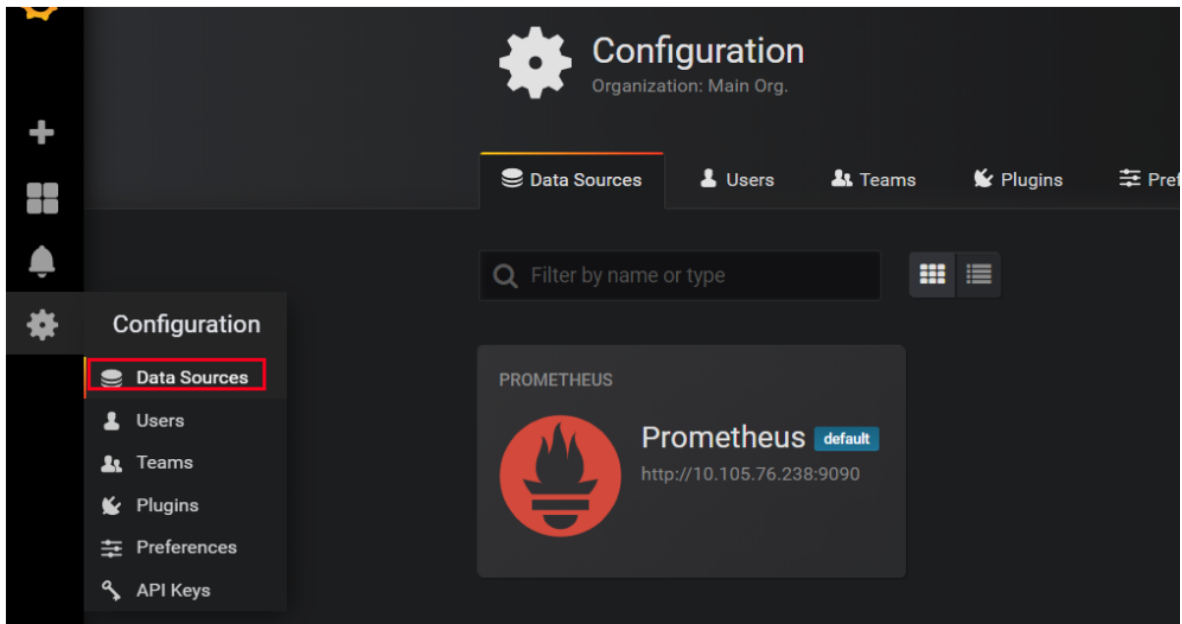 Configuration
Organization: Main Org.
Data Sources
Users
Teams
Plugins
Filter by name or type
Configuration
Data Sources
Users
Teams
Plugins
Preferences
API Keys
PROMETHEUS
Prometheus default
http://10.105.76.238:9090